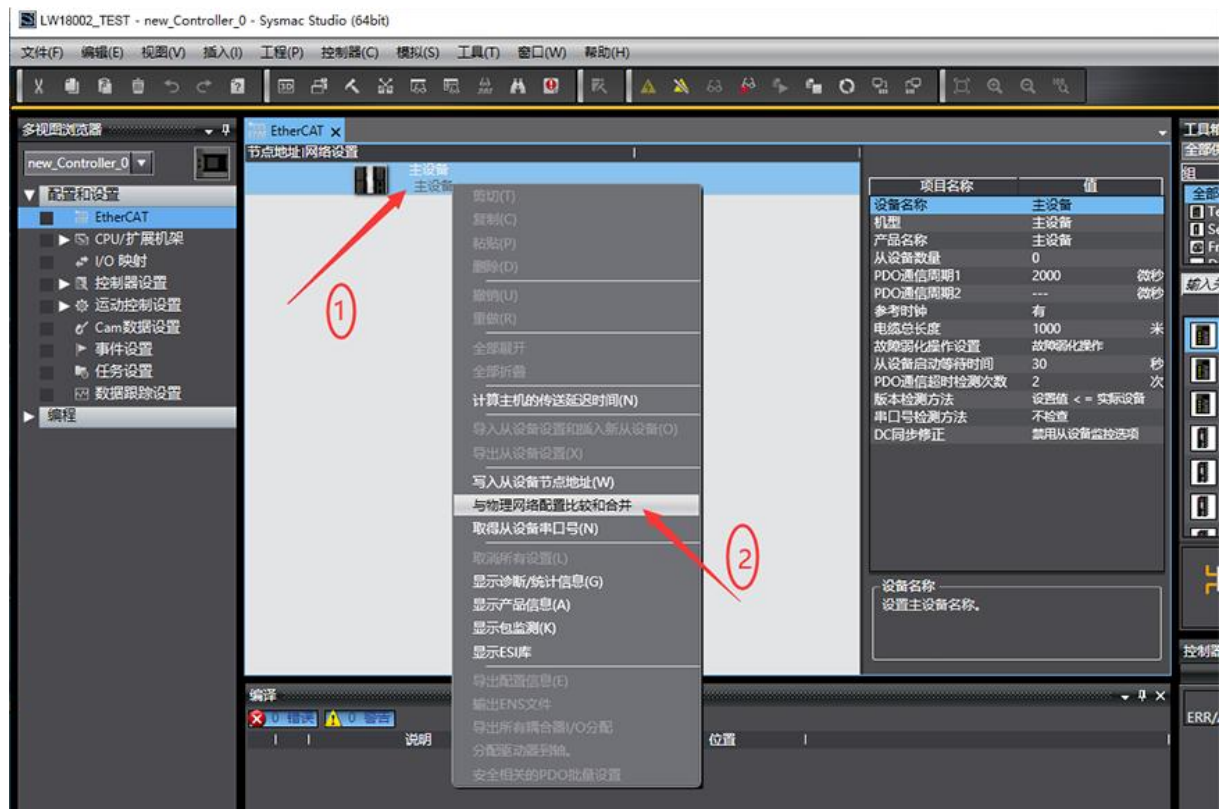 LW18002_TEST - new_Controller_0 - Sysmac Studio (64bit)
文件(F) 编辑(E) 视图(V) 插入(I) 工程(P) 控制器(C) 模拟(S) 工具(T) 窗口(W) 帮助(H)
多视图浏览器
new_Controller_0
配置和设置
EtherCAT
CPU/扩展机架
I/O 映射
控制器设置
运动控制设置
Cam数据设置
事件设置
任务设置
数据跟踪设置
编程
EtherCAT
节点地址|网络设置
主设备
主设备
1
剪切(T)
复制(C)
粘贴(P)
删除(D)
撤销(U)
重做(R)
全部展开
全部折叠
计算主机的传送延迟时间(N)
导入从设备设置和插入新从设备(O)
导出从设备设置(X)
写入从设备节点地址(W)
与物理网络配置比较和合并
取得从设备串口号(N)
取消所有设置(L)
显示诊断/统计信息(G)
显示产品信息(A)
显示包监测(K)
显示ESI库
导出配置信息(E)
输出ENS文件
导出所有耦合器I/O分配
分配驱动器到轴。
安全相关的PDO批量设置
2
项目名称 值
设备名称 主设备
机型 主设备
产品名称 主设备
从设备数量 0
PDO通信周期1 2000 微秒
PDO通信周期2 --- 微秒
参考时钟 有
电缆总长度 1000 米
故障弱化操作设置 故障弱化操作
从设备启动等待时间 30 秒
PDO通信超时检测次数 2 次
版本检测方法 设置值 < = 实际设备
串口号检测方法 不检查
DC同步修正 禁用从设备监控选项
设备名称
设置主设备名称。
编译
0 错误 0 警告
说明 位置
工具箱
全部
组
全部
输入关
控制器
ERR/